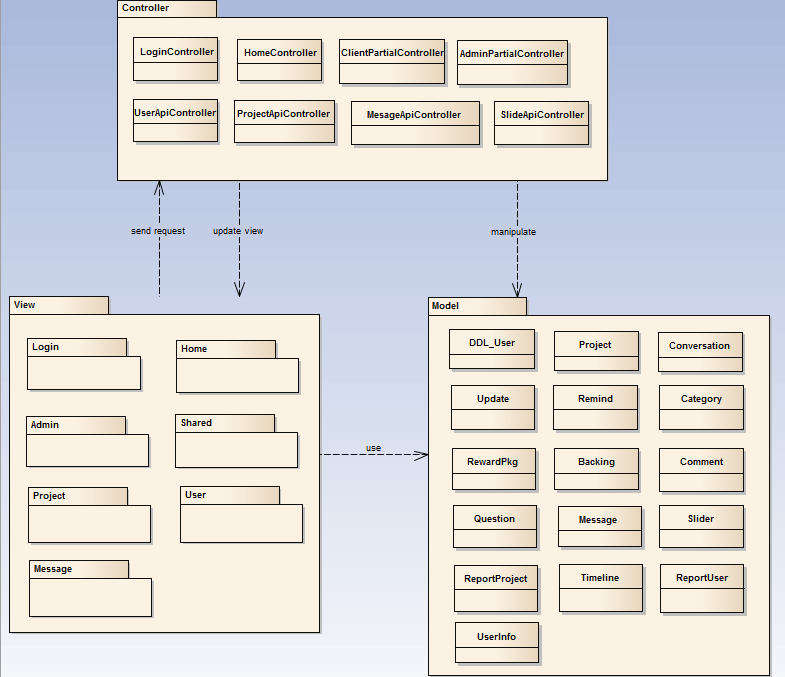 Controller
LoginController
HomeController
ClientPartialController
AdminPartialController
UserApiController
ProjectApiController
MesageApiController
SlideApiController
send request
update view
manipulate
View
Login
Home
Admin
Shared
Project
User
Message
use
Model
DDL_User
Project
Conversation
Update
Remind
Category
RewardPkg
Backing
Comment
Question
Message
Slider
ReportProject
Timeline
ReportUser
UserInfo